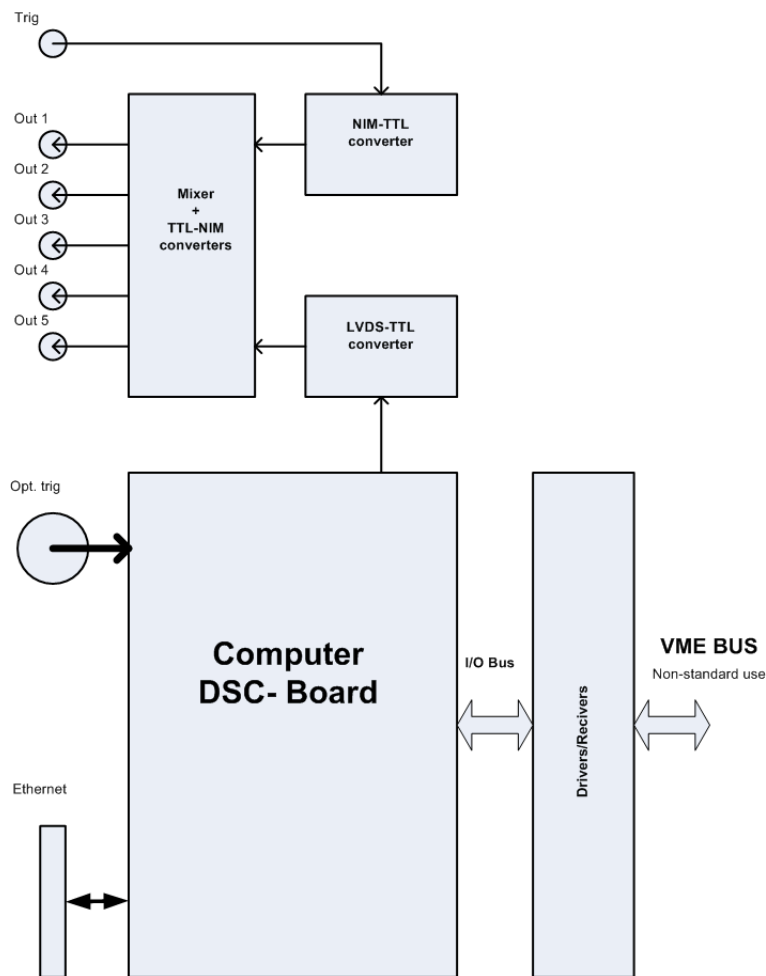 Trig
Out 1
Out 2
Out 3
Out 4
Out 5
Mixer
+
TTL-NIM
converters
NIM-TTL
converter
LVDS-TTL
converter
Opt. trig
Computer
DSC- Board
I/O Bus
Drivers/Recivers
VME BUS
Non-standard use
Ethernet